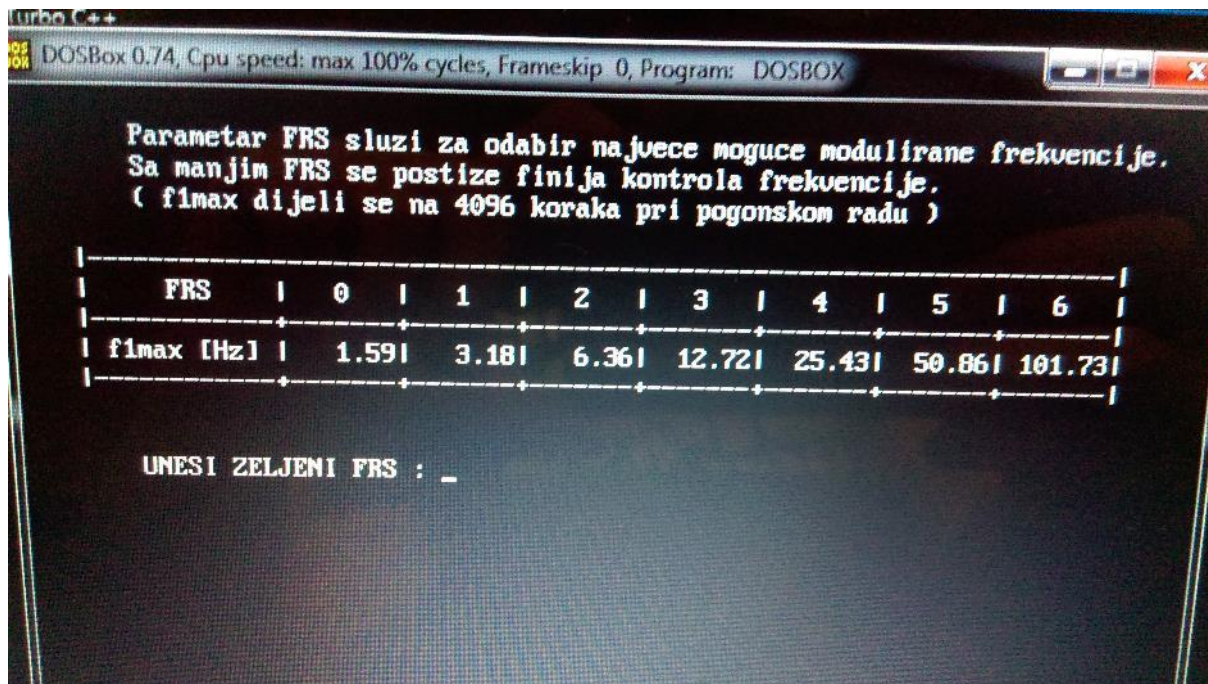 Turbo C++
DOSBox 0.74, Cpu speed: max 100% cycles, Frameskip 0, Program: DOSBOX
Parametar FRS sluzi za odabir najvece moguce modulirane frekvencije.
Sa manjim FRS se postize finija kontrola frekvencije.
( f1max dijeli se na 4096 koraka pri pogonskom radu )
FRS | 0 | 1 | 2 | 3 | 4 | 5 | 6
f1max [Hz] | 1.59| 3.18| 6.36| 12.72| 25.43| 50.86| 101.73|
UNESI ZELJENI FRS : _